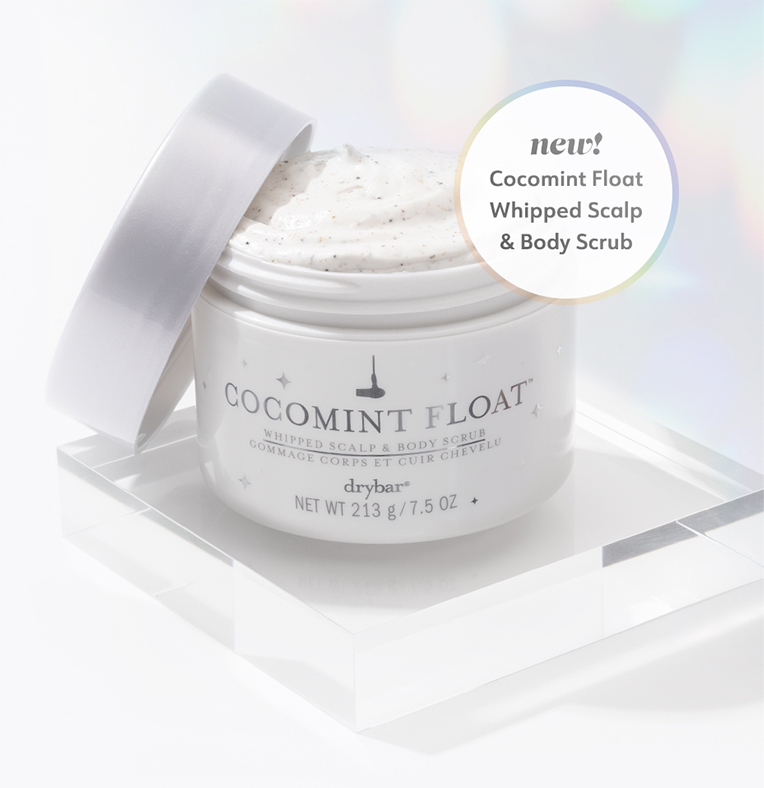 new!
Cocomint Float
Whipped Scalp
& Body Scrub
COCOMINT FLOAT™
WHIPPED SCALP & BODY SCRUB
GOMMAGE CORPS ET CUIR CHEVELU
drybar®
NET WT 213 g/7.5 OZ